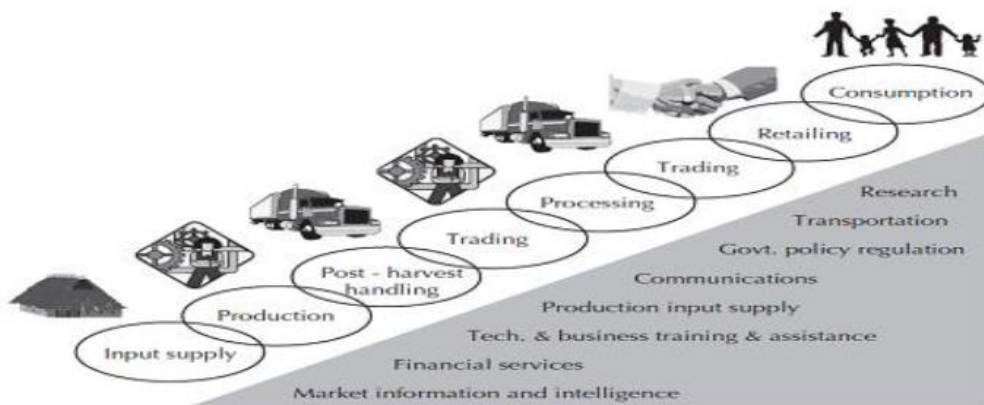 Consumption
Retailing
Trading
Processing
Trading
Post - harvest
handling
Production
Input supply
Research
Transportation
Govt. policy regulation
Communications
Production input supply
Tech. & business training & assistance
Financial services
Market information and intelligence